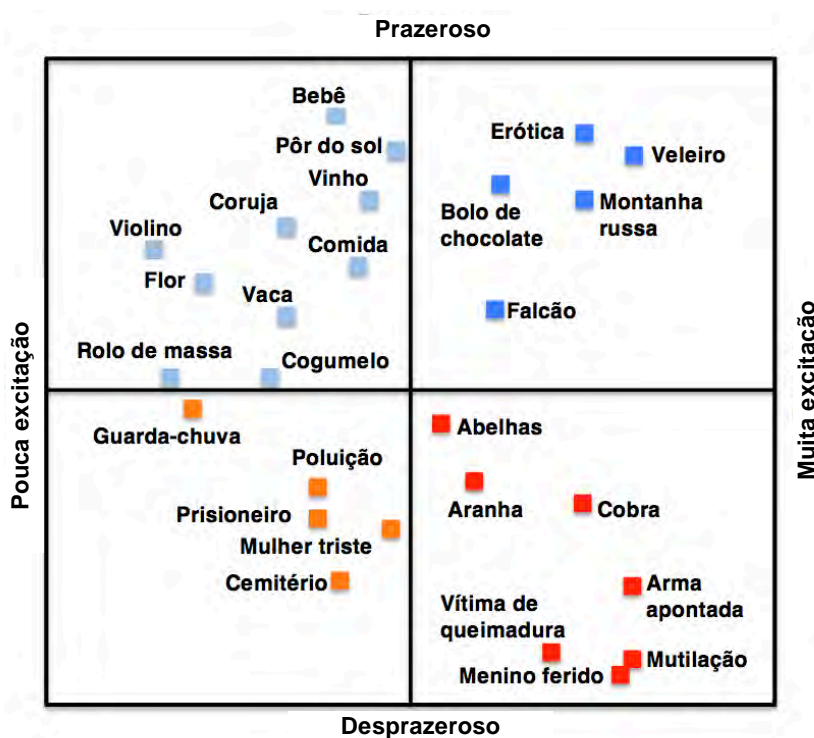 Prazeroso
Bebê
Pôr do sol
Vinho
Coruja
Violino
Comida
Flor
Vaca
Rolo de massa
Cogumelo
Erótica
Veleiro
Bolo de
chocolate
Montanha
russa
Falcão
Pouca excitação
Muita excitação
Guarda-chuva
Poluição
Prisioneiro
Mulher triste
Cemitério
Abelhas
Aranha
Cobra
Arma
apontada
Vítima de
queimadura
Mutilação
Menino ferido
Desprazeroso